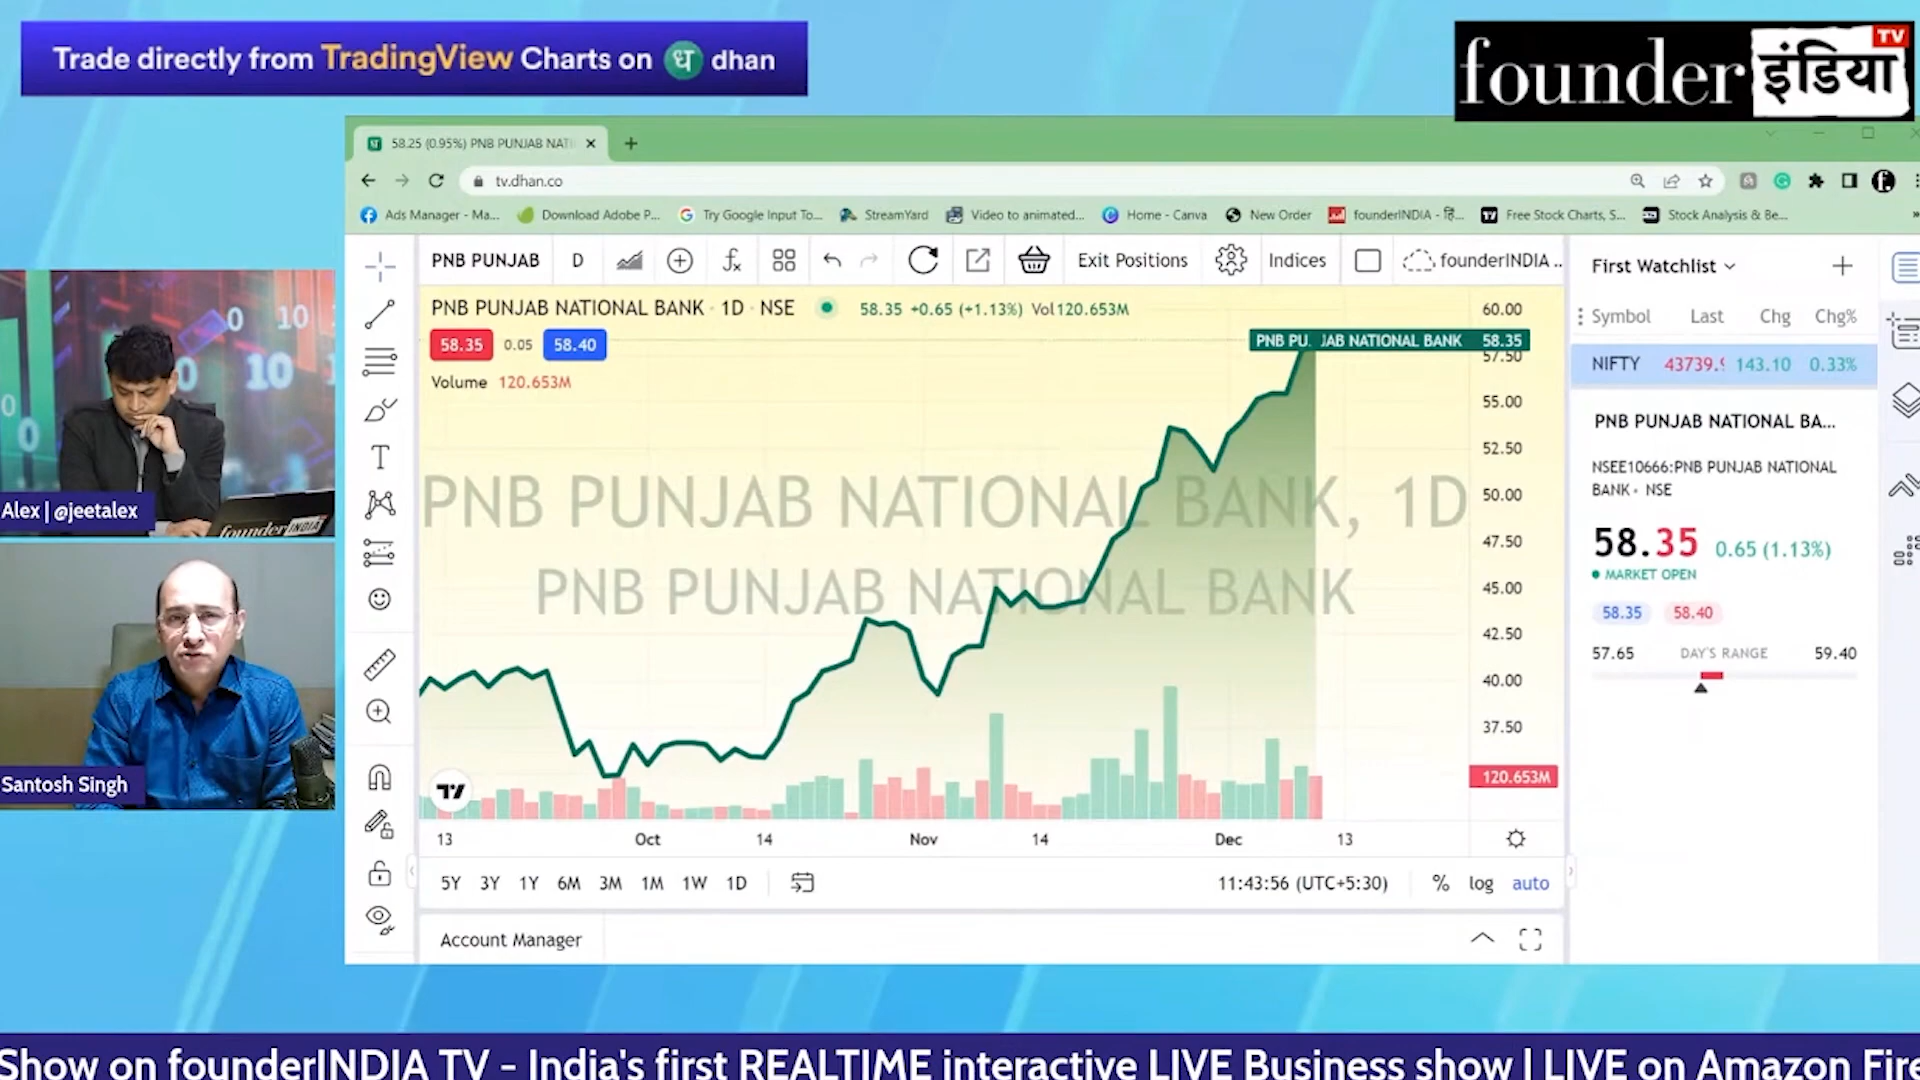 Trade directly from TradingView Charts on ध dhan
founder इंडिया TV
58.25 (0.95%) PNB PUNJAB NATI
tv.dhan.co
Ads Manager - Ma...
Download Adobe P...
Try Google Input To...
StreamYard
Video to animated...
Home - Canva
New Order
founderINDIA - हि...
Free Stock Charts, S...
Stock Analysis & Be...
PNB PUNJAB
D
Exit Positions
Indices
founderINDIA ..
First Watchlist
PNB PUNJAB NATIONAL BANK · 1D · NSE
58.35 +0.65 (+1.13%) Vol120.653M
58.35 0.05 58.40
Volume 120.653M
PNB PU. JAB NATIONAL BANK 58.35
PNB PUNJAB NATIONAL BANK, 1D
PNB PUNJAB NATIONAL BANK
60.00
57.50
55.00
52.50
50.00
47.50
45.00
42.50
40.00
37.50
120.653M
13 Oct 14 Nov 14 Dec 13
5Y 3Y 1Y 6M 3M 1M 1W 1D
11:43:56 (UTC+5:30)
% log auto
Account Manager
Symbol Last Chg Chg%
NIFTY 43739.9 143.10 0.33%
PNB PUNJAB NATIONAL BA...
NSEE10666:PNB PUNJAB NATIONAL
BANK · NSE
58.35 0.65 (1.13%)
MARKET OPEN
58.35 58.40
57.65 DAY'S RANGE 59.40
0 10
10
0
Alex | @jeetalex
founderINDIA
Santosh Singh
Show on founderINDIA TV - India's first REALTIME interactive LIVE Business show | LIVE on Amazon Fire